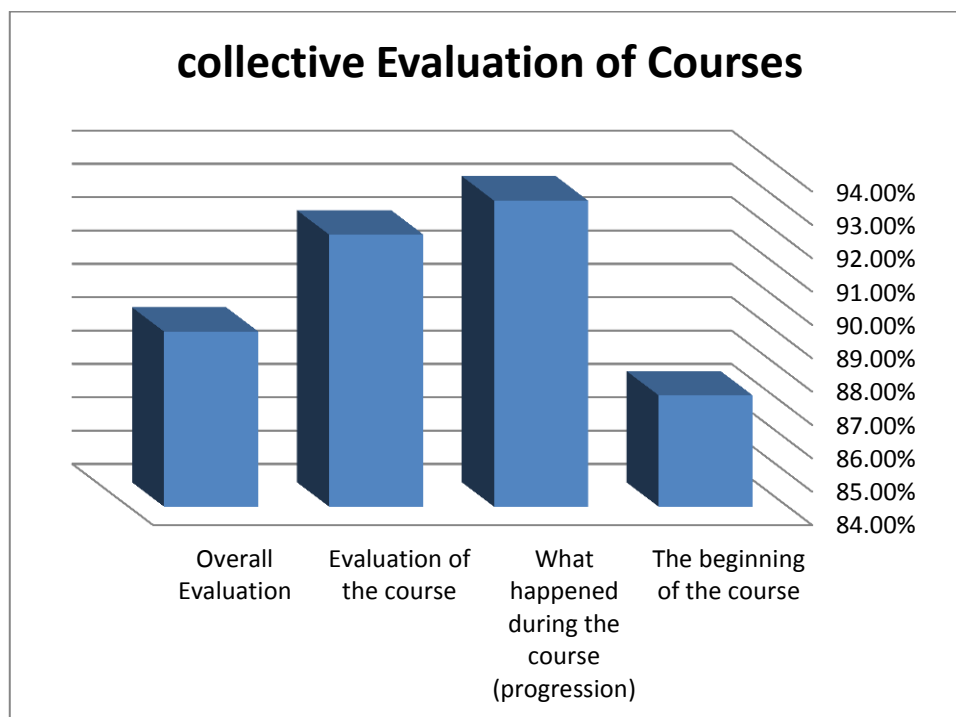 collective Evaluation of Courses
94.00%
93.00%
92.00%
91.00%
90.00%
89.00%
88.00%
87.00%
86.00%
85.00%
84.00%
Overall
Evaluation
Evaluation of
the course
What
happened
during the
course
(progression)
The beginning
of the course